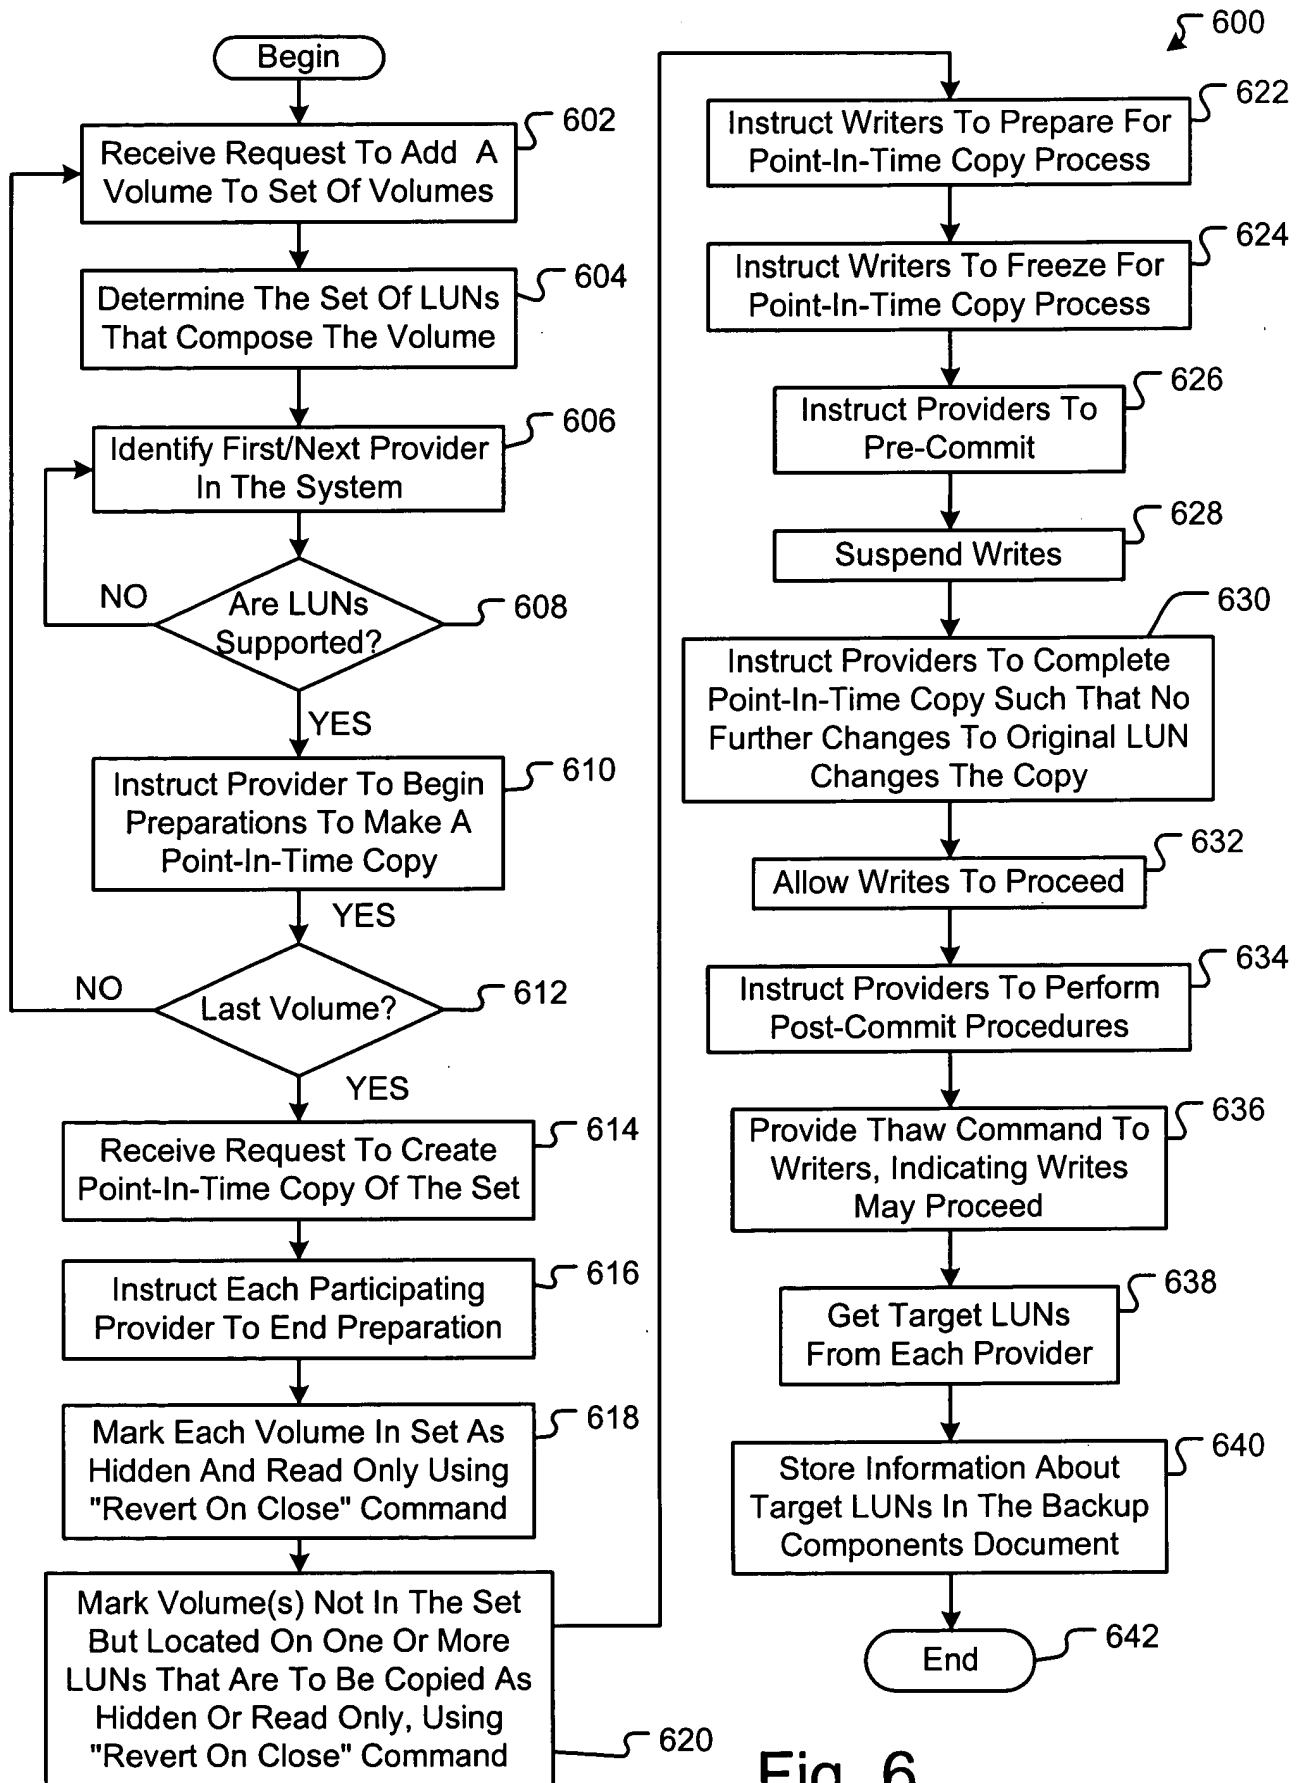 600
Begin
602
Receive Request To Add A
Volume To Set Of Volumes
604
Determine The Set Of LUNs
That Compose The Volume
606
Identify First/Next Provider
In The System
NO
Are LUNs
Supported?
608
YES
610
Instruct Provider To Begin
Preparations To Make A
Point-In-Time Copy
YES
NO
Last Volume?
612
YES
614
Receive Request To Create
Point-In-Time Copy Of The Set
616
Instruct Each Participating
Provider To End Preparation
618
Mark Each Volume In Set As
Hidden And Read Only Using
"Revert On Close" Command
Mark Volume(s) Not In The Set
But Located On One Or More
LUNs That Are To Be Copied As
Hidden Or Read Only, Using
"Revert On Close" Command
620
622
Instruct Writers To Prepare For
Point-In-Time Copy Process
624
Instruct Writers To Freeze For
Point-In-Time Copy Process
626
Instruct Providers To
Pre-Commit
628
Suspend Writes
630
Instruct Providers To Complete
Point-In-Time Copy Such That No
Further Changes To Original LUN
Changes The Copy
632
Allow Writes To Proceed
634
Instruct Providers To Perform
Post-Commit Procedures
636
Provide Thaw Command To
Writers, Indicating Writes
May Proceed
638
Get Target LUNs
From Each Provider
640
Store Information About
Target LUNs In The Backup
Components Document
End
642
Fig. 6